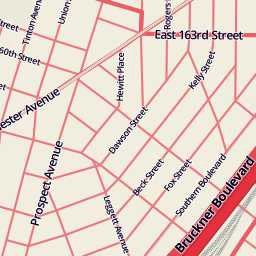 Tinton Avenue
Union
Rogers
East 163rd Street
60th Street
Hewitt Place
Kelly Street
ester Avenue
Dawson Street
Prospect Avenue
Beck Street
Fox Street
Southern Boulevard
Leggett Avenue
Bruckner Boulevard